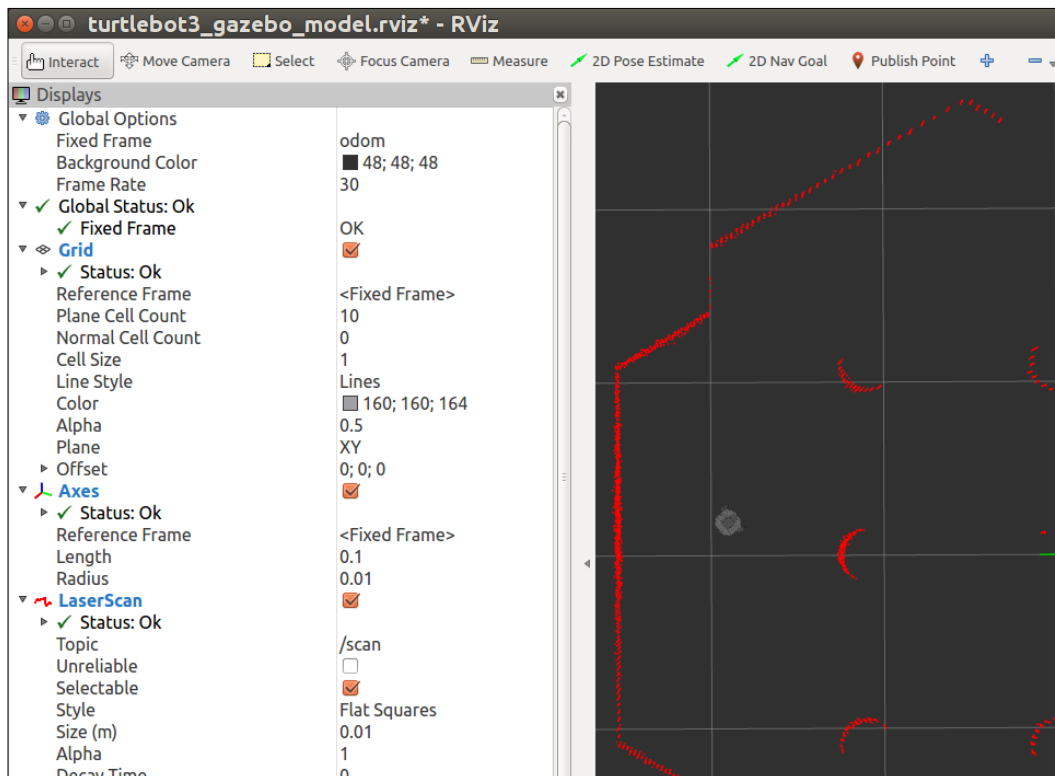 turtlebot3_gazebo_model.rviz* - RViz
Interact Move Camera Select Focus Camera Measure 2D Pose Estimate 2D Nav Goal Publish Point
Displays
Global Options
Fixed Frame odom
Background Color 48; 48; 48
Frame Rate 30
Global Status: Ok
Fixed Frame OK
Grid
Status: Ok
Reference Frame <Fixed Frame>
Plane Cell Count 10
Normal Cell Count 0
Cell Size 1
Line Style Lines
Color 160; 160; 164
Alpha 0.5
Plane XY
Offset 0; 0; 0
Axes
Status: Ok
Reference Frame <Fixed Frame>
Length 0.1
Radius 0.01
LaserScan
Status: Ok
Topic /scan
Unreliable
Selectable
Style Flat Squares
Size (m) 0.01
Alpha 1
Decay Time 0